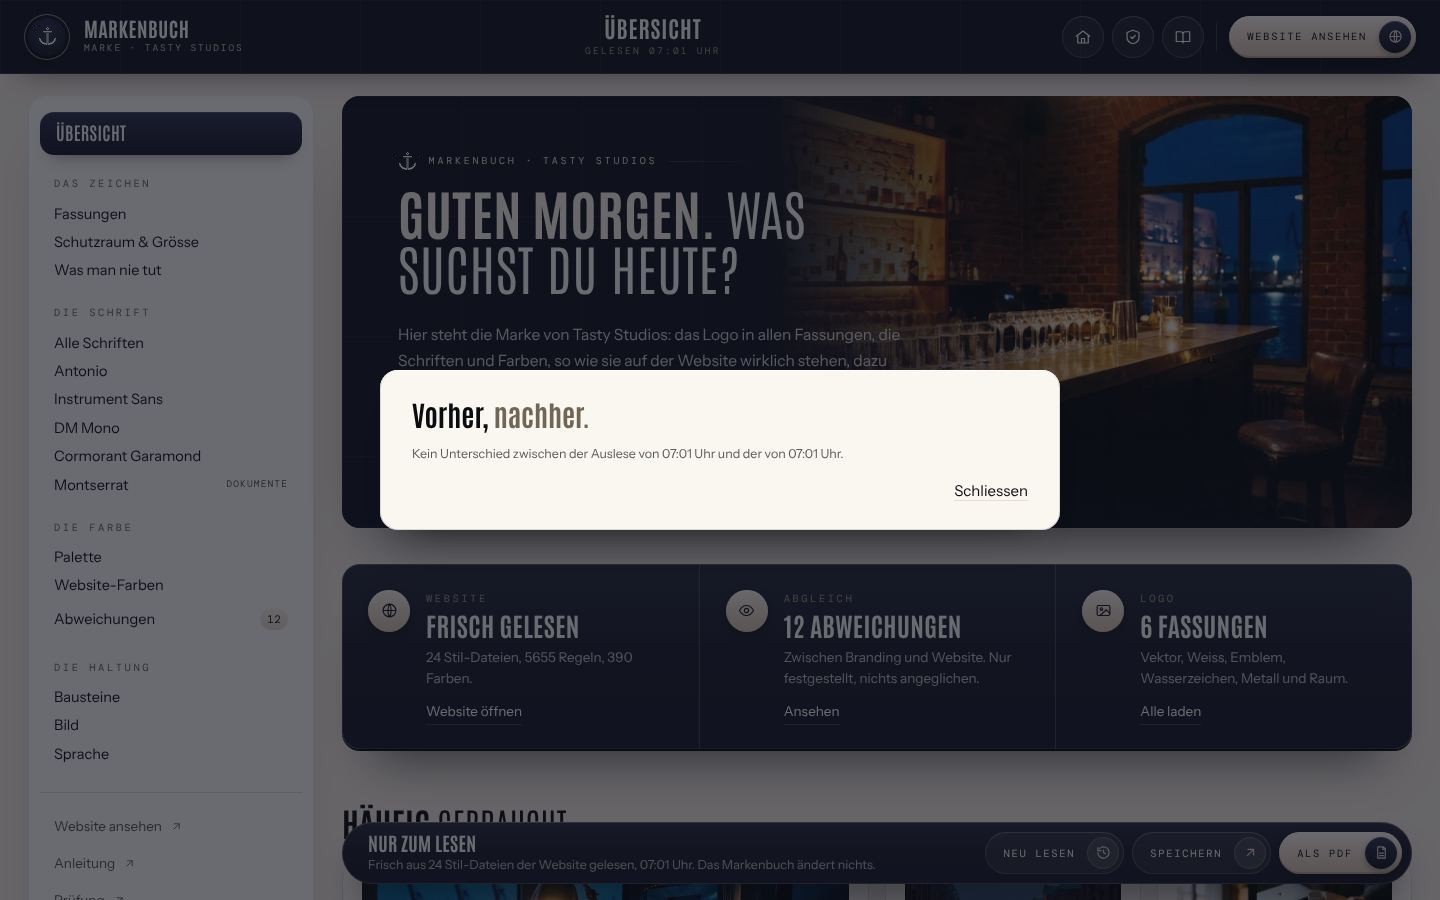 MARKENBUCH
MARKE · TASTY STUDIOS
ÜBERSICHT
GELESEN 07:01 UHR
WEBSITE ANSEHEN
ÜBERSICHT
DAS ZEICHEN
Fassungen
Schutzraum & Grösse
Was man nie tut
DIE SCHRIFT
Alle Schriften
Antonio
Instrument Sans
DM Mono
Cormorant Garamond
Montserrat DOKUMENTE
DIE FARBE
Palette
Website-Farben
Abweichungen 12
DIE HALTUNG
Bausteine
Bild
Sprache
Website ansehen
Anleitung
Prüfung
MARKENBUCH · TASTY STUDIOS
GUTEN MORGEN. WAS
SUCHST DU HEUTE?
Hier steht die Marke von Tasty Studios: das Logo in allen Fassungen, die
Schriften und Farben, so wie sie auf der Website wirklich stehen, dazu
Vorher, nachher.
Kein Unterschied zwischen der Auslese von 07:01 Uhr und der von 07:01 Uhr.
Schliessen
WEBSITE
FRISCH GELESEN
24 Stil-Dateien, 5655 Regeln, 390
Farben.
Website öffnen
ABGLEICH
12 ABWEICHUNGEN
Zwischen Branding und Website. Nur
festgestellt, nichts angeglichen.
Ansehen
LOGO
6 FASSUNGEN
Vektor, Weiss, Emblem,
Wasserzeichen, Metall und Raum.
Alle laden
HÄUFIG GEBRAUCHT
NUR ZUM LESEN
Frisch aus 24 Stil-Dateien der Website gelesen, 07:01 Uhr. Das Markenbuch ändert nichts.
NEU LESEN
SPEICHERN
ALS PDF